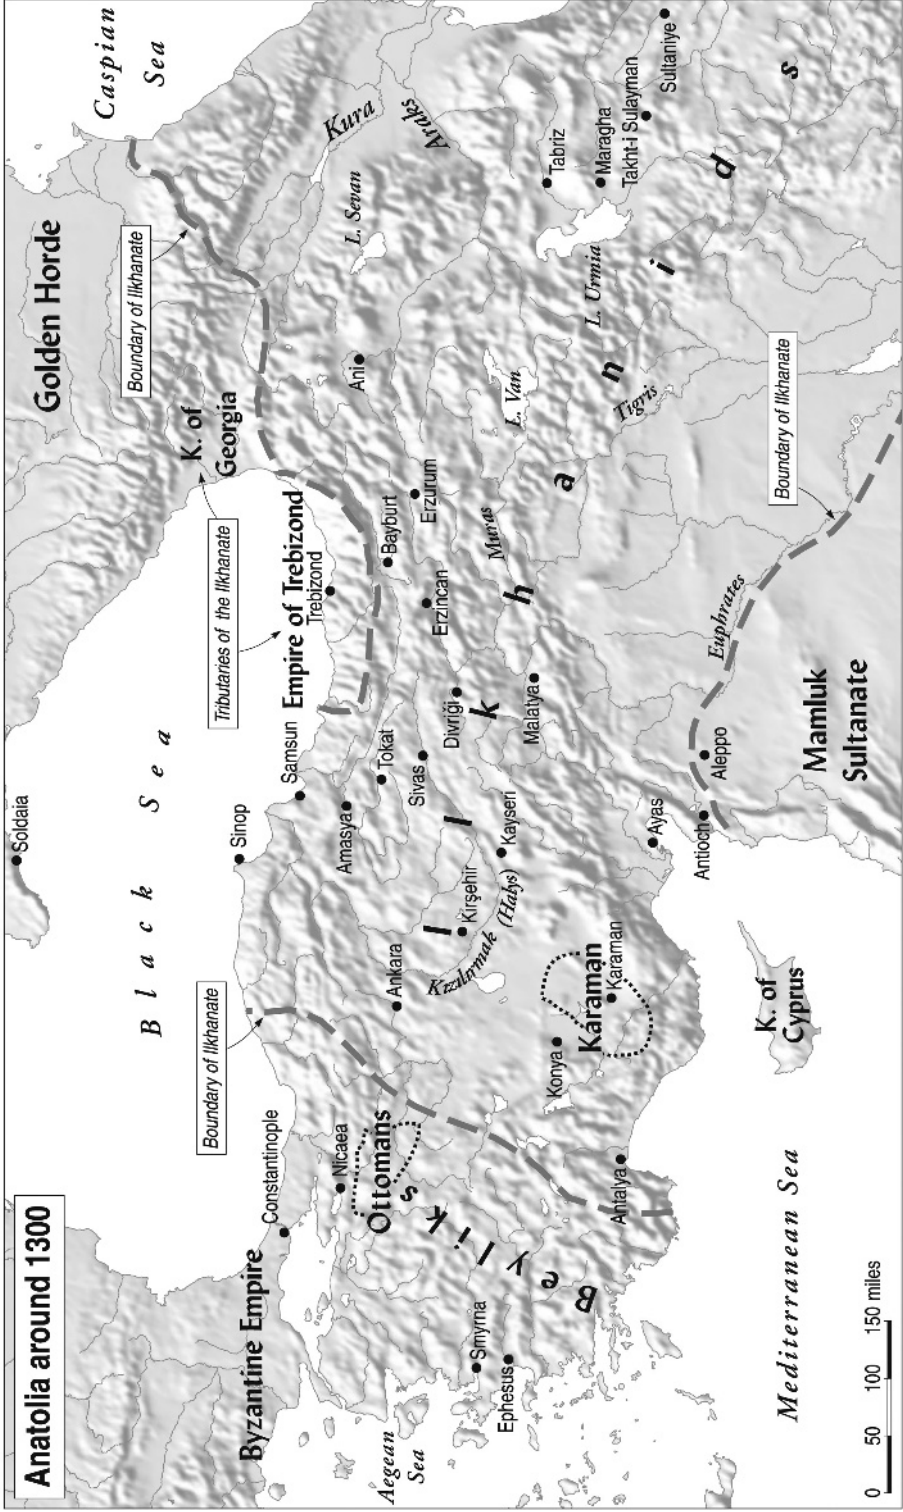 Anatolia around 1300
Golden Horde
Caspian
Sea
Boundary of Ilkhanate
K. of
Georgia
Tributaries of the Ilkhanate
Empire of Trebizond
Trebizond
Black Sea
Soldaia
Sinop
Samsun
Boundary of Ilkhanate
Byzantine Empire
Constantinople
Nicaea
Ottomans
Beyliks
Aegean
Sea
Smyrna
Ephesus
Antalya
Ankara
Kızılırmak
(Halys)
Kırşehir
Kayseri
Amasya
Tokat
Sivas
Divriği
Malatya
Erzincan
Bayburt
Erzurum
Muras
Ani
Kura
Araks
L. Sevan
L. Van
L. Urmia
Tabriz
Maragha
Takht-i Sulayman
Sultaniye
Ilkhanids
Tigris
Euphrates
Boundary of Ilkhanate
Mamluk
Sultanate
Aleppo
Antioch
Ayas
Konya
Karaman
Karaman
K. of
Cyprus
Mediterranean Sea
0 50 100 150 miles